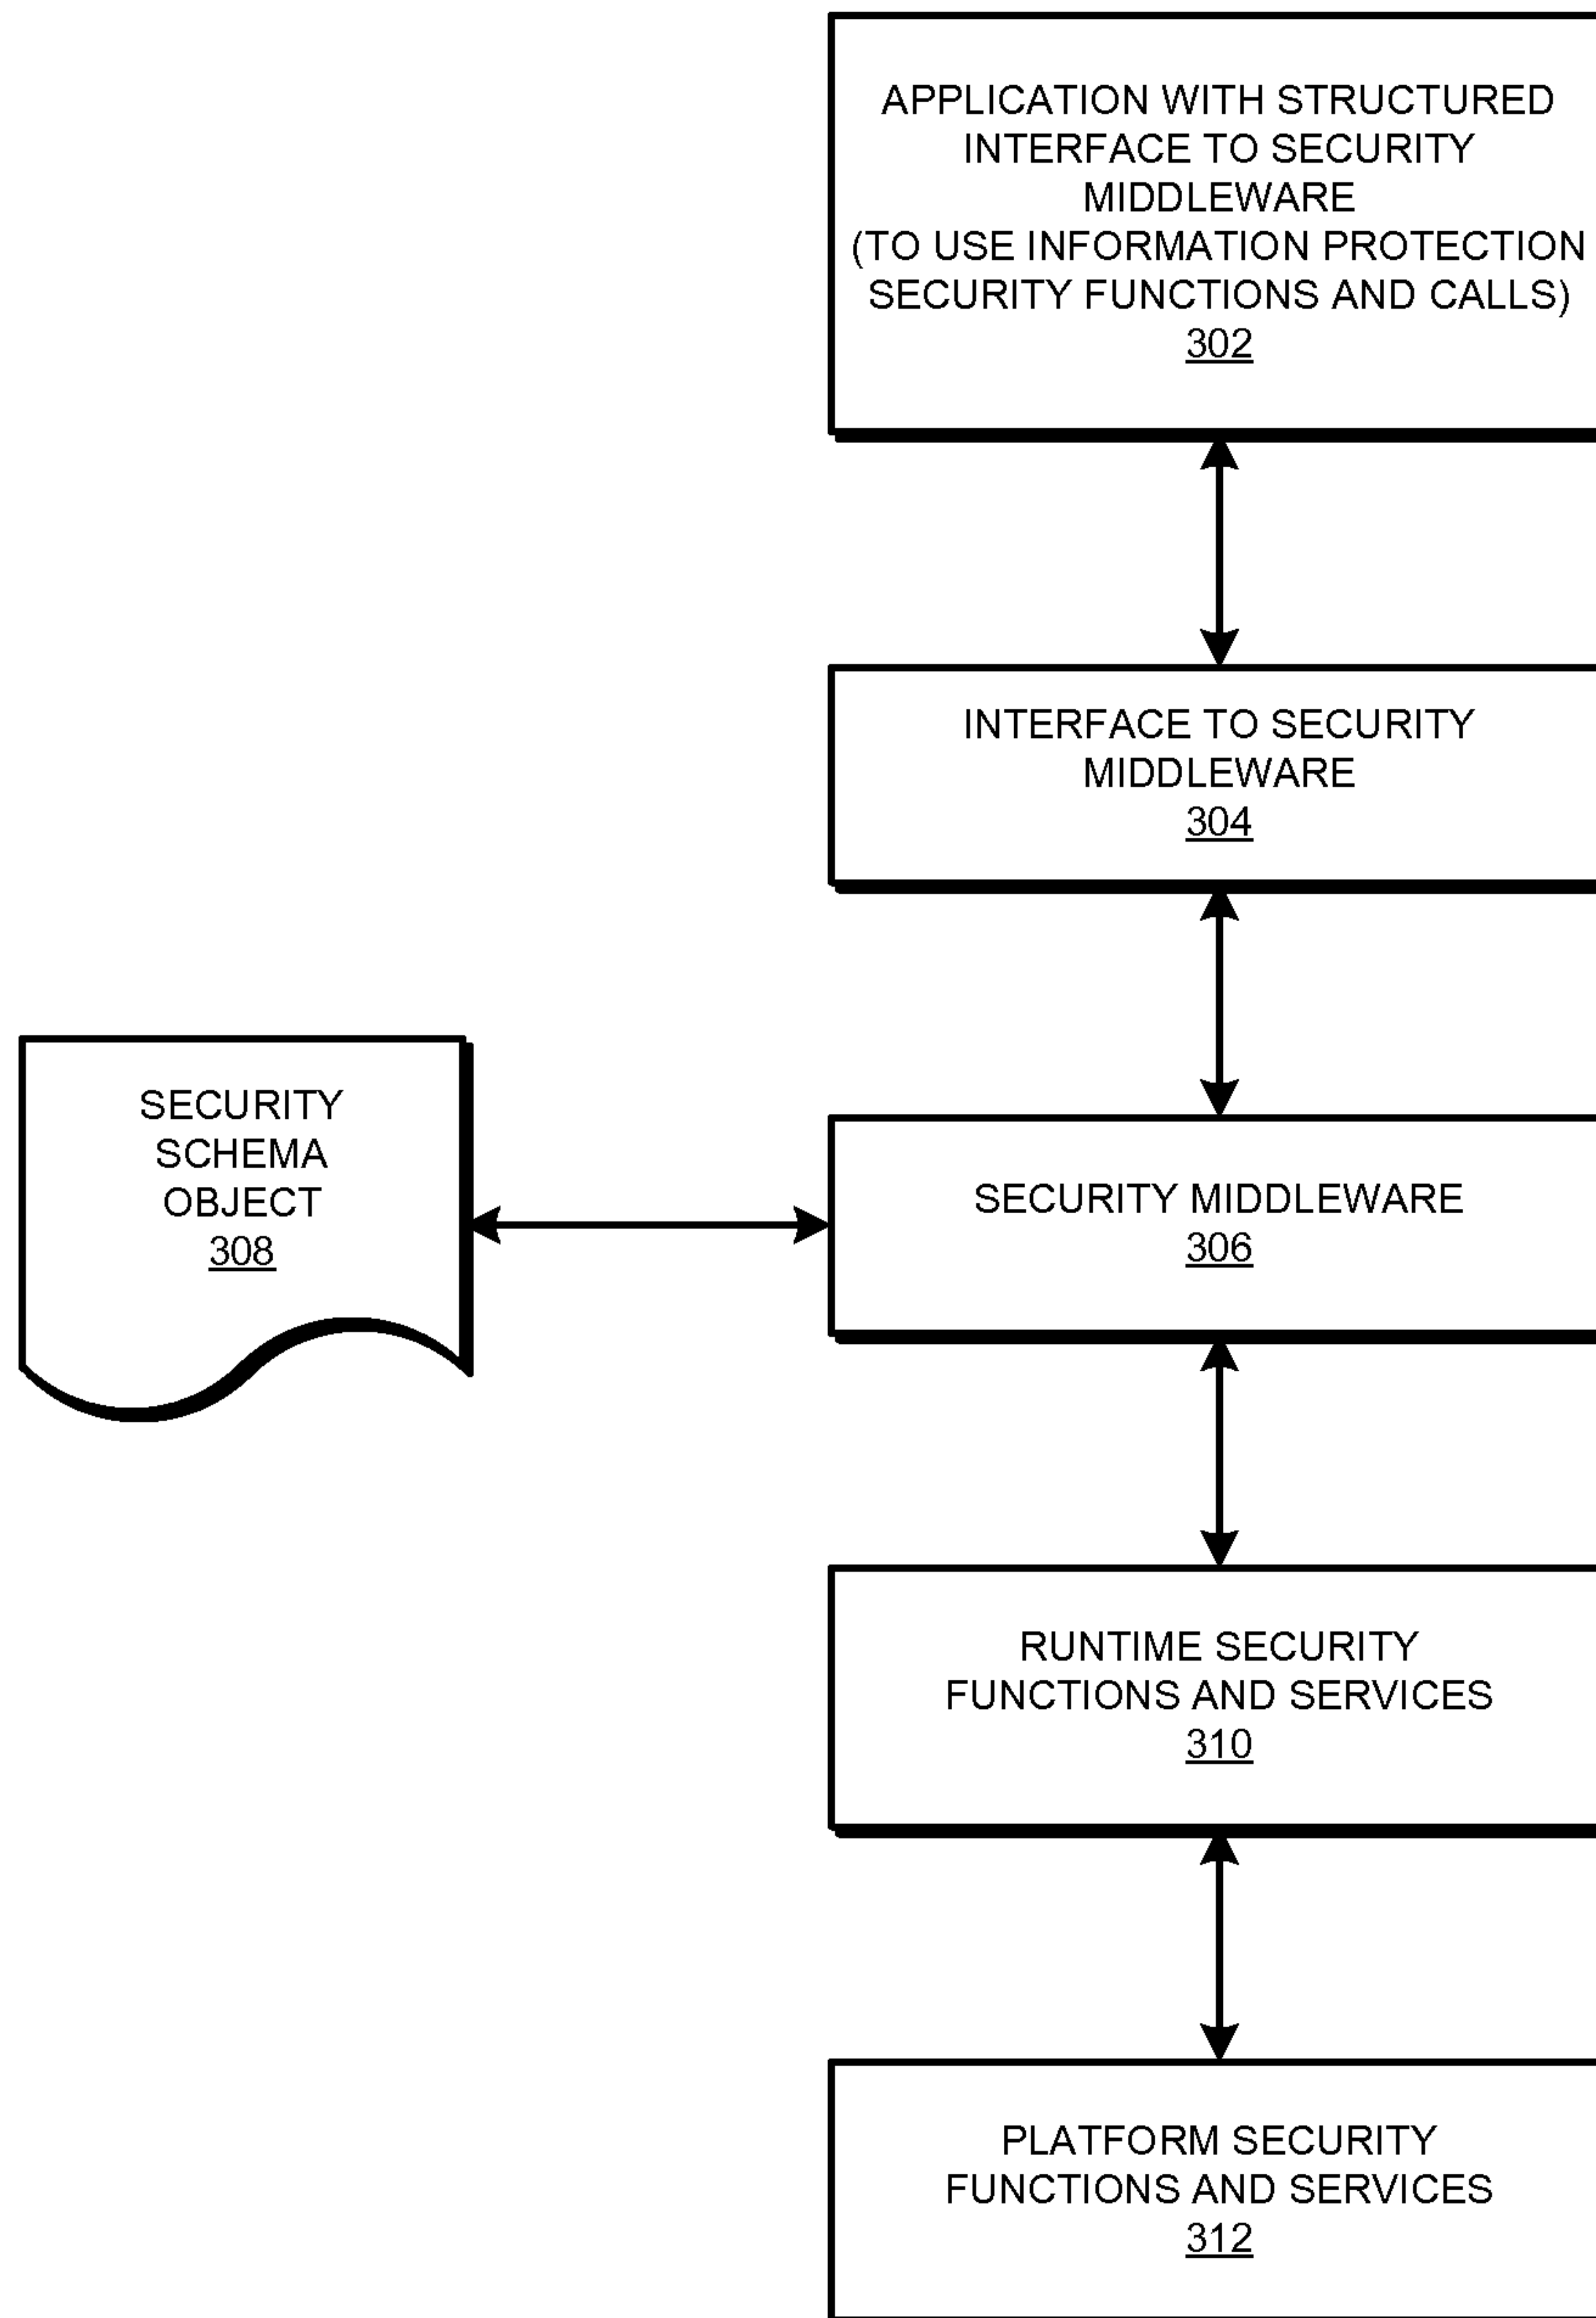 APPLICATION WITH STRUCTURED
INTERFACE TO SECURITY
MIDDLEWARE
(TO USE INFORMATION PROTECTION
SECURITY FUNCTIONS AND CALLS)
302
INTERFACE TO SECURITY
MIDDLEWARE
304
SECURITY
SCHEMA
OBJECT
308
SECURITY MIDDLEWARE
306
RUNTIME SECURITY
FUNCTIONS AND SERVICES
310
PLATFORM SECURITY
FUNCTIONS AND SERVICES
312